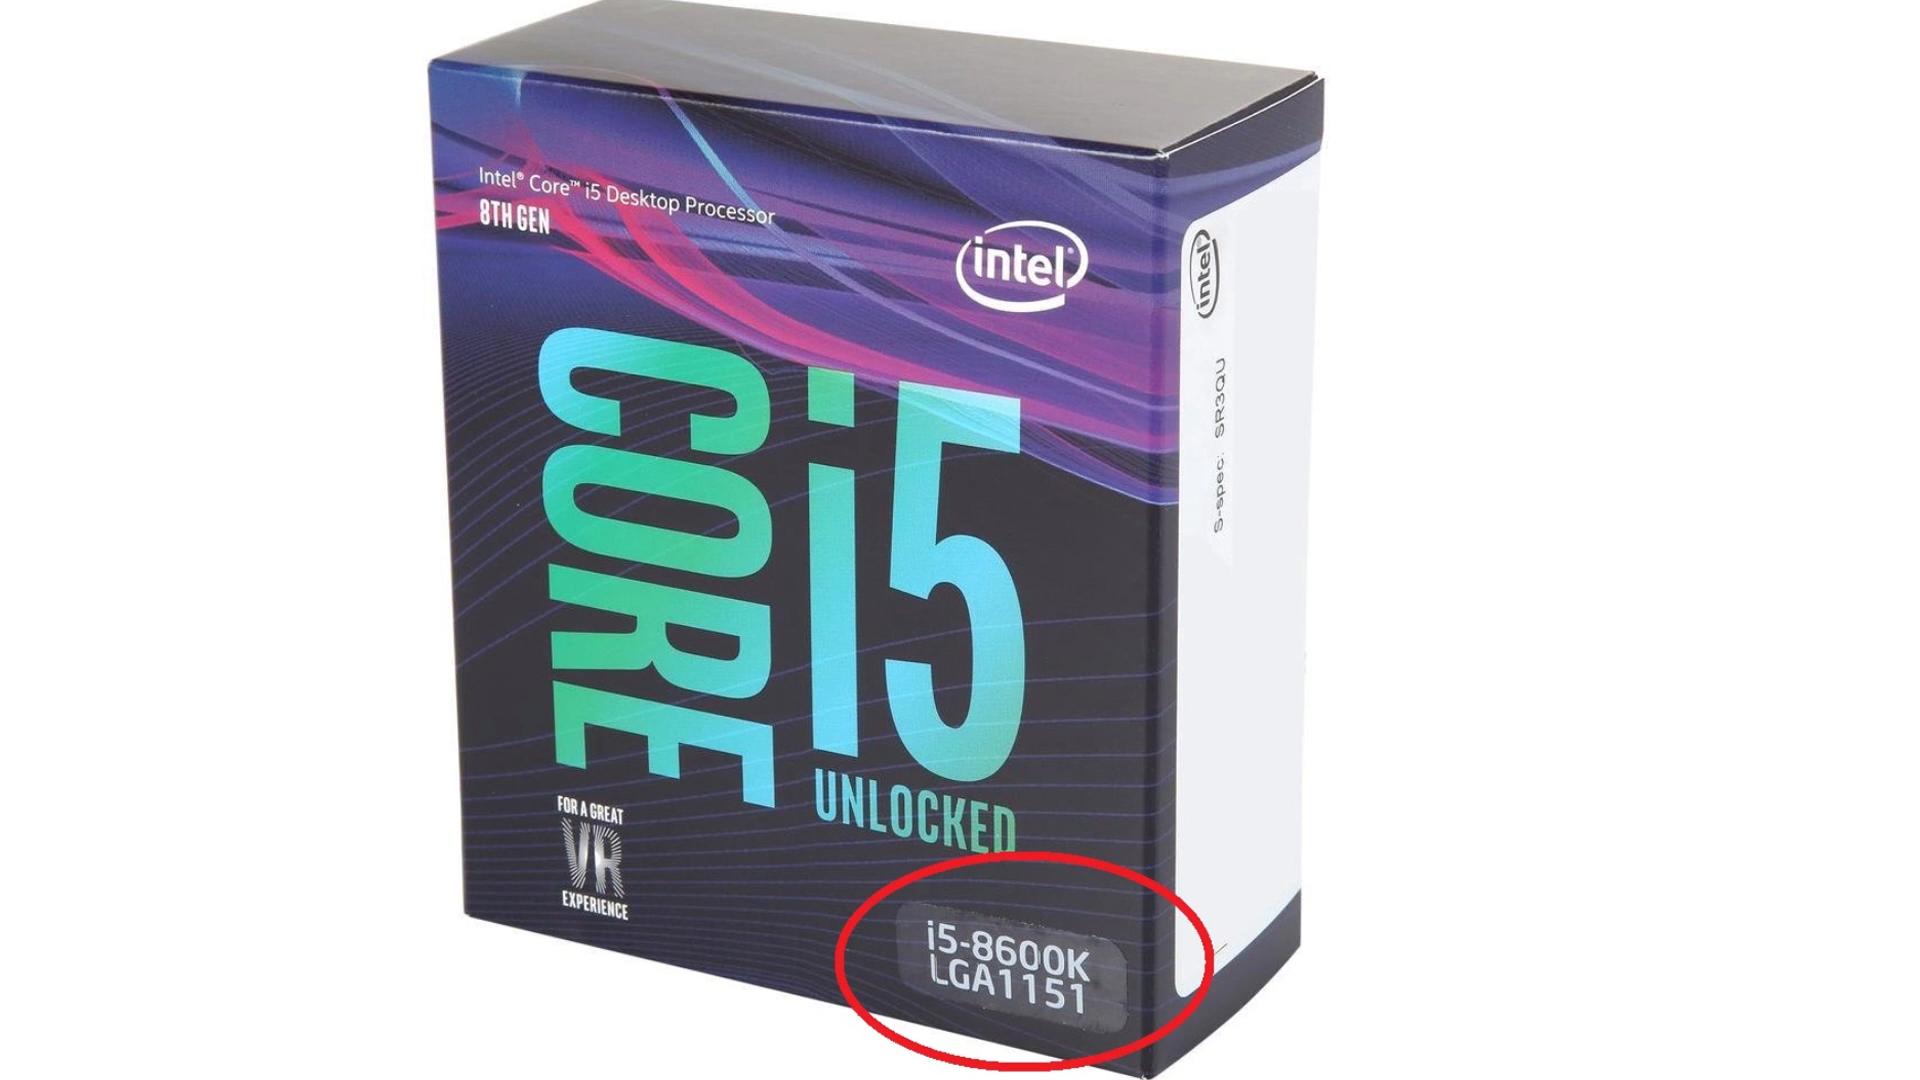 Intel® Core™ i5 Desktop Processor
8TH GEN
intel®
CORE
i5
UNLOCKED
FOR A GREAT
VR
EXPERIENCE
i5-8600K
LGA1151
intel
S-spec: SR3QU